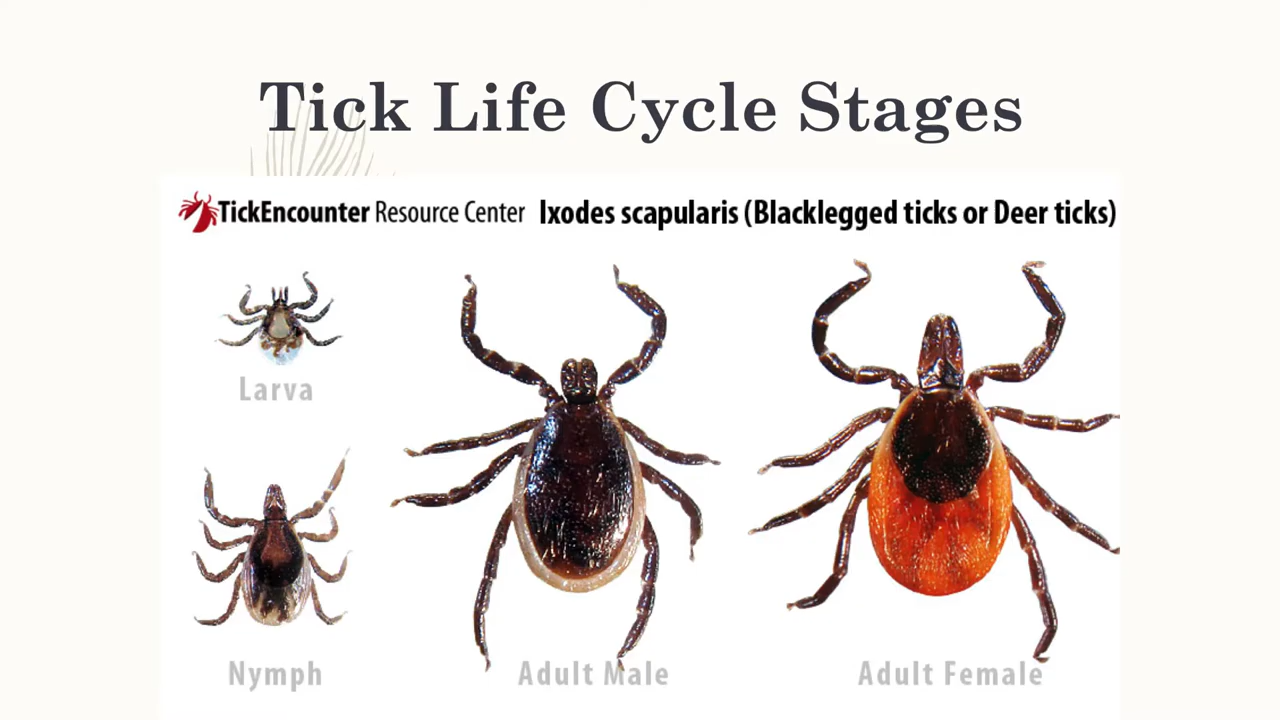 Tick Life Cycle Stages
TickEncounter Resource Center Ixodes scapularis (Blacklegged ticks or Deer ticks)
Larva
Nymph
Adult Male
Adult Female